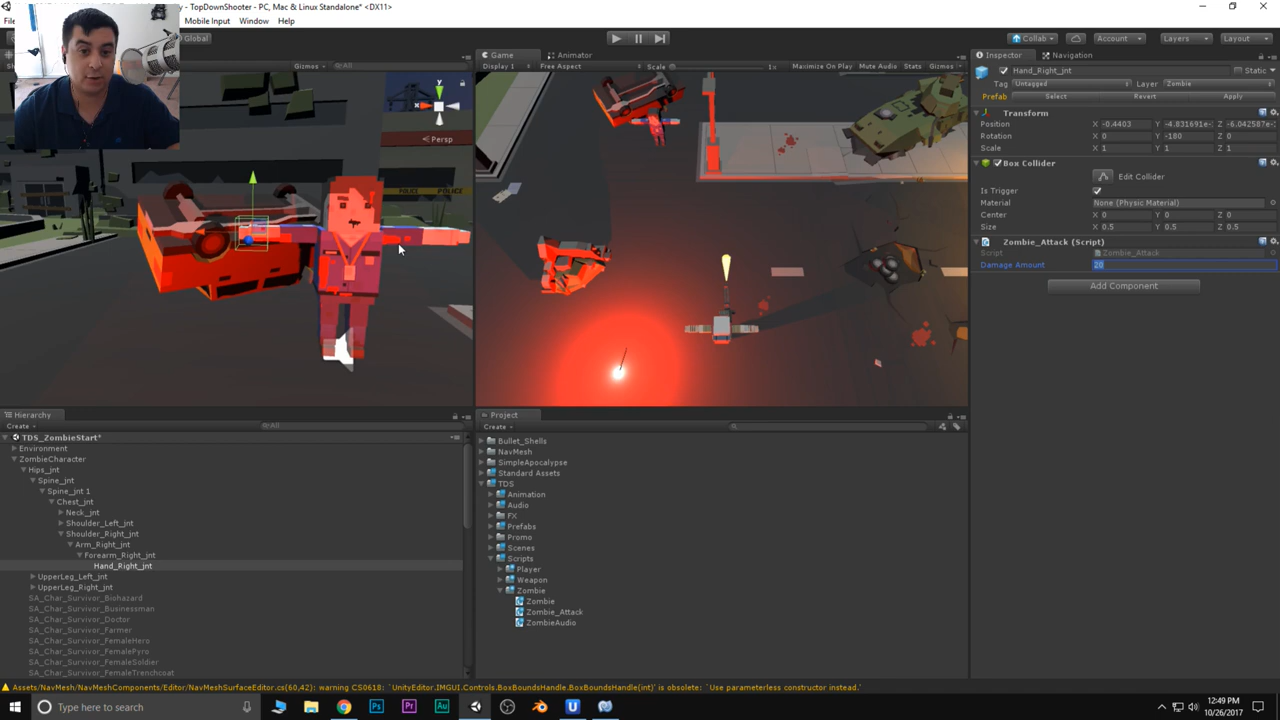 - TopDownShooter - PC, Mac & Linux Standalone* <DX11>
Mobile Input Window Help
Global
Collab Account Layers Layout
Gizmos All
Game Animator
Display 1 Free Aspect Scale 1x Maximize On Play Mute Audio Stats Gizmos
y
x
Persp
POLICE POLICE
Inspector Navigation
Hand_Right_jnt Static
Tag Untagged Layer Zombie
Prefab Select Revert Apply
Transform
Position X -0.4403 Y -4.831691e- Z -6.042587e-
Rotation X 0 Y -180 Z 0
Scale X 1 Y 1 Z 1
Box Collider
Edit Collider
Is Trigger
Material None (Physic Material)
Center X 0 Y 0 Z 0
Size X 0.5 Y 0.5 Z 0.5
Zombie_Attack (Script)
Script Zombie_Attack
Damage Amount 20
Add Component
Hierarchy
Create All
TDS_ZombieStart*
Environment
ZombieCharacter
Hips_jnt
Spine_jnt
Spine_jnt 1
Chest_jnt
Neck_jnt
Shoulder_Left_jnt
Shoulder_Right_jnt
Arm_Right_jnt
Forearm_Right_jnt
Hand_Right_jnt
UpperLeg_Left_jnt
UpperLeg_Right_jnt
SA_Char_Survivor_Biohazard
SA_Char_Survivor_Businessman
SA_Char_Survivor_Doctor
SA_Char_Survivor_Farmer
SA_Char_Survivor_FemaleHero
SA_Char_Survivor_FemalePyro
SA_Char_Survivor_FemaleSoldier
SA_Char_Survivor_FemaleTrenchcoat
Project
Create
Bullet_Shells
NavMesh
SimpleApocalypse
Standard Assets
TDS
Animation
Audio
FX
Prefabs
Promo
Scenes
Scripts
Player
Weapon
Zombie
Zombie
Zombie_Attack
ZombieAudio
Assets/NavMesh/NavMeshComponents/Editor/NavMeshSurfaceEditor.cs(60,42): warning CS0618: `UnityEditor.IMGUI.Controls.BoxBoundsHandle.BoxBoundsHandle(int)' is obsolete: `Use parameterless constructor instead.'
Type here to search
Ps Pr Au U
12:49 PM
10/26/2017